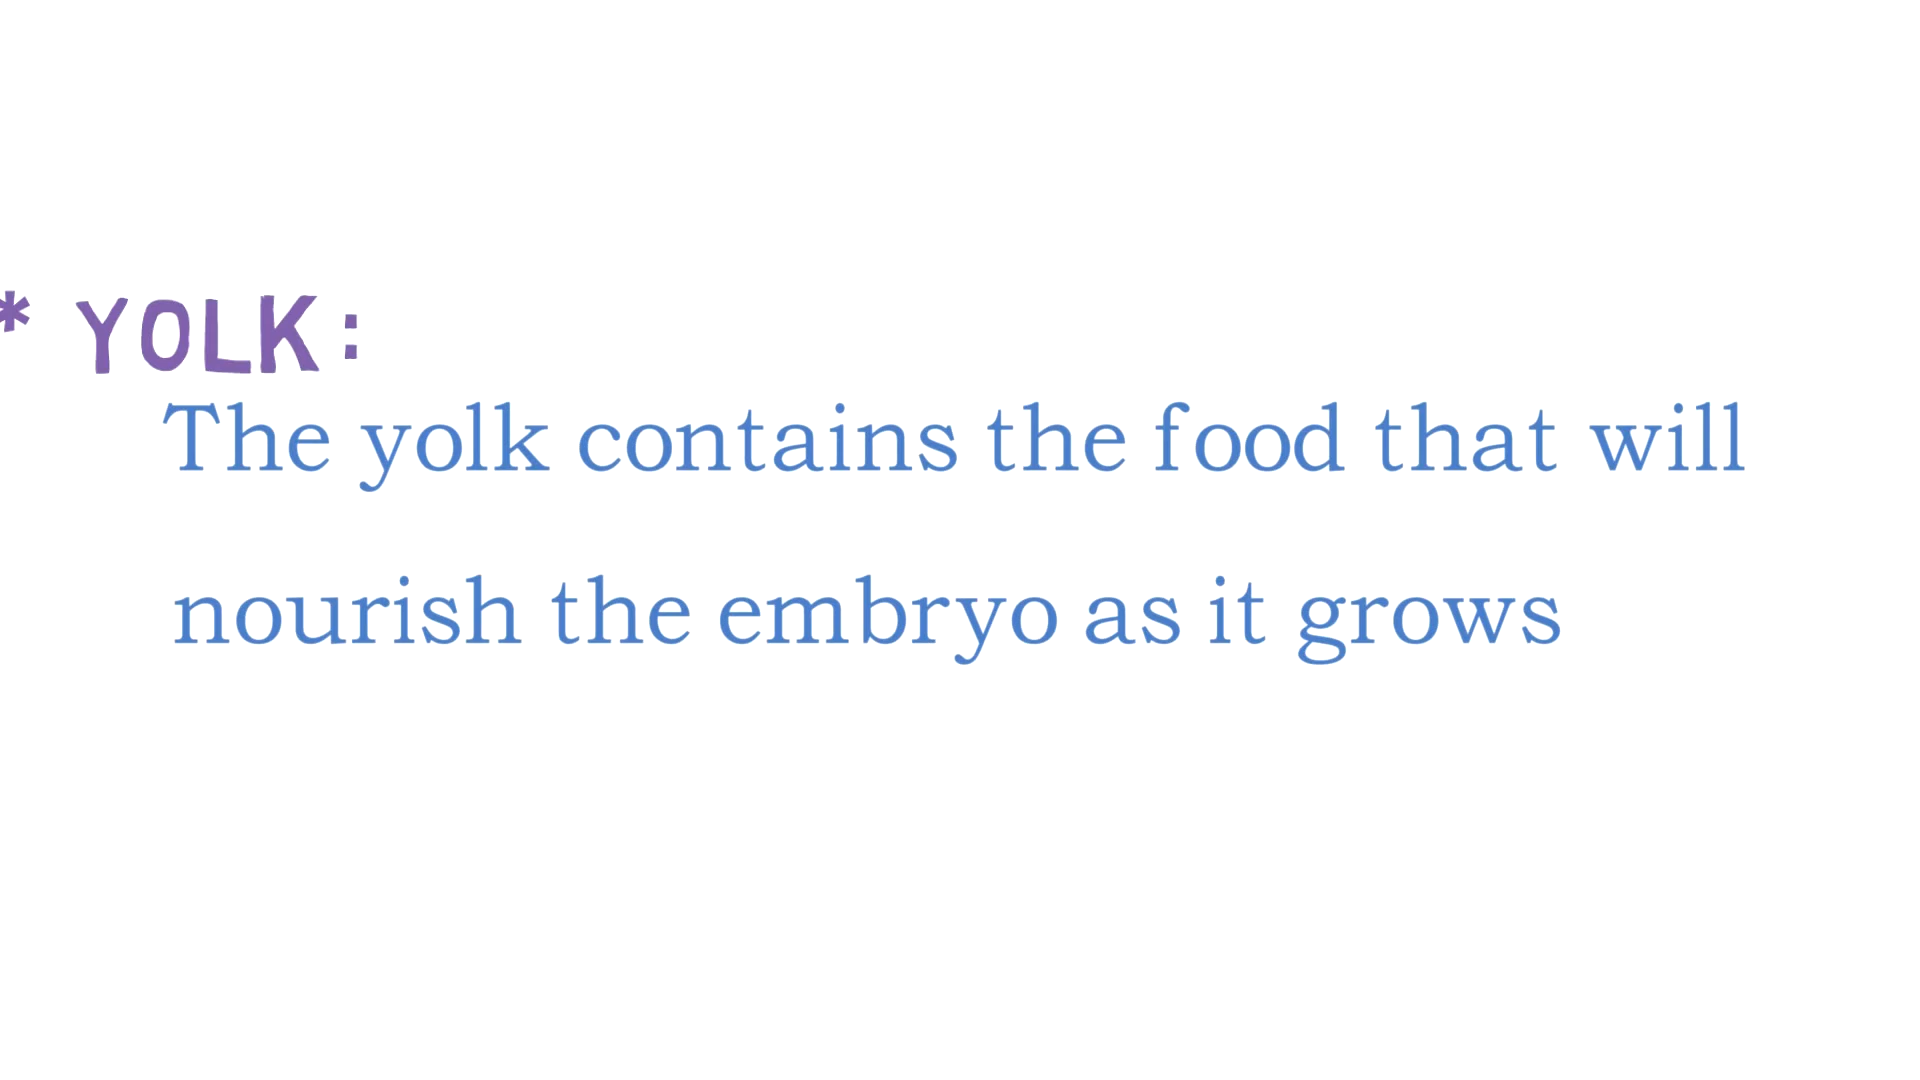 * YOLK:
The yolk contains the food that will
nourish the embryo as it grows